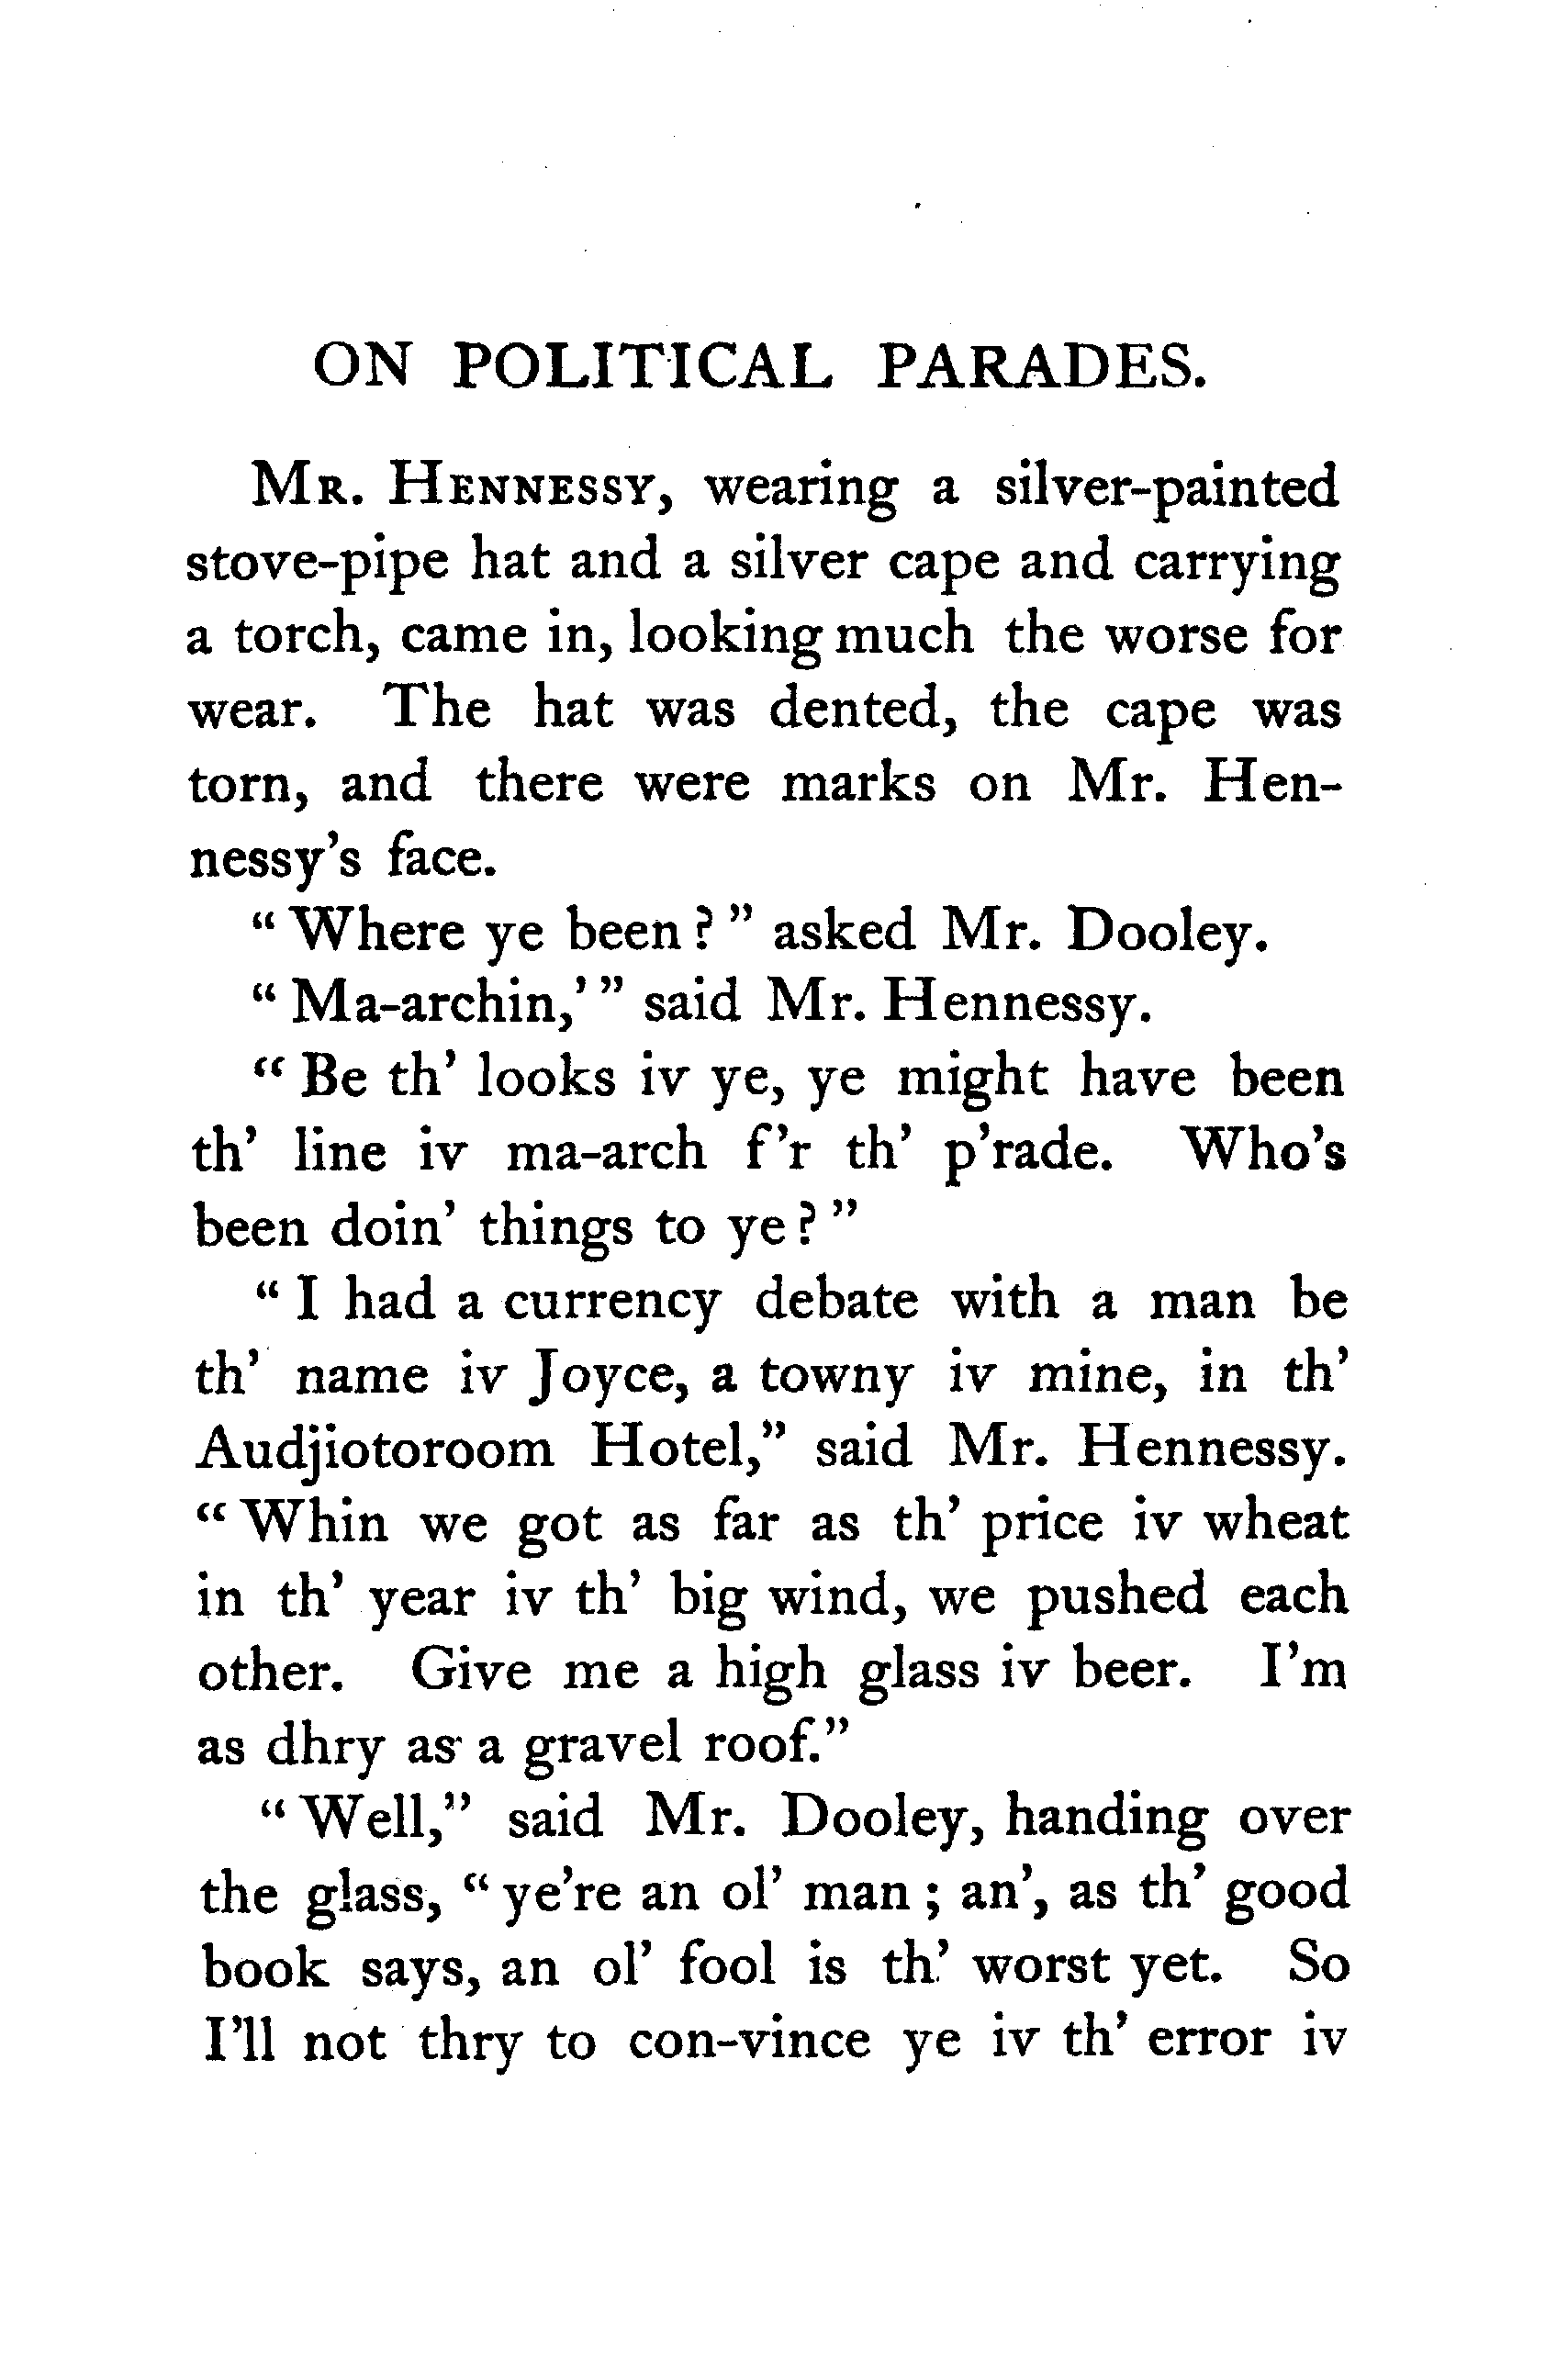 ON POLITICAL PARADES.
MR. HENNESSY, wearing a silver-painted
stove-pipe hat and a silver cape and carrying
a torch, came in, looking much the worse for
wear. The hat was dented, the cape was
torn, and there were marks on Mr. Hen-
nessy's face.
“Where ye been?” asked Mr. Dooley.
“Ma-archin,'” said Mr. Hennessy.
“Be th' looks iv ye, ye might have been
th' line iv ma-arch f'r th' p'rade. Who's
been doin' things to ye?”
“I had a currency debate with a man be
th' name iv Joyce, a towny iv mine, in th'
Audjiotoroom Hotel,” said Mr. Hennessy.
“Whin we got as far as th' price iv wheat
in th' year iv th' big wind, we pushed each
other. Give me a high glass iv beer. I'm
as dhry as a gravel roof.”
“Well,” said Mr. Dooley, handing over
the glass, “ye're an ol' man; an', as th' good
book says, an ol' fool is th' worst yet. So
I'll not thry to con-vince ye iv th' error iv